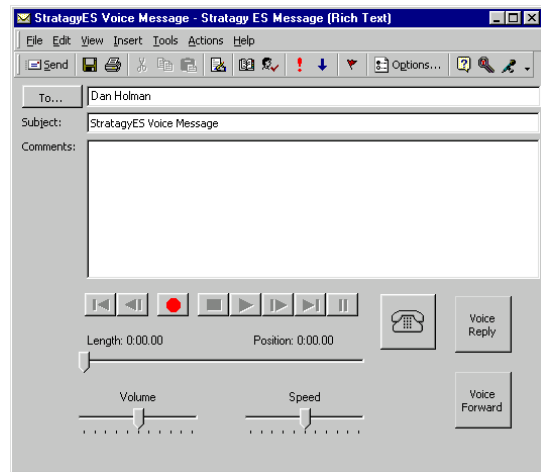 StratagyES Voice Message - Stratagy ES Message (Rich Text)
File Edit View Insert Tools Actions Help
Send Options...
To... Dan Holman
Subject: StratagyES Voice Message
Comments:
Length: 0:00.00 Position: 0:00.00
Voice
Reply
Volume Speed
Voice
Forward